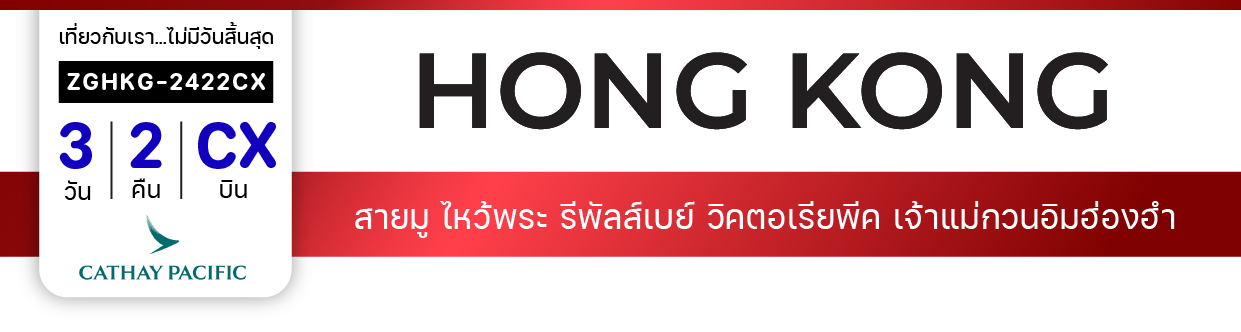 เที่ยวกับเรา...ไม่มีวันสิ้นสุด
ZGHKG-2422CX
3 2 CX
วัน คืน บิน
CATHAY PACIFIC
HONG KONG
สายมู ไหว้พระ รีพัลส์เบย์ วิคตอเรียพีค เจ้าแม่กวนอิมฮ่องฮำ